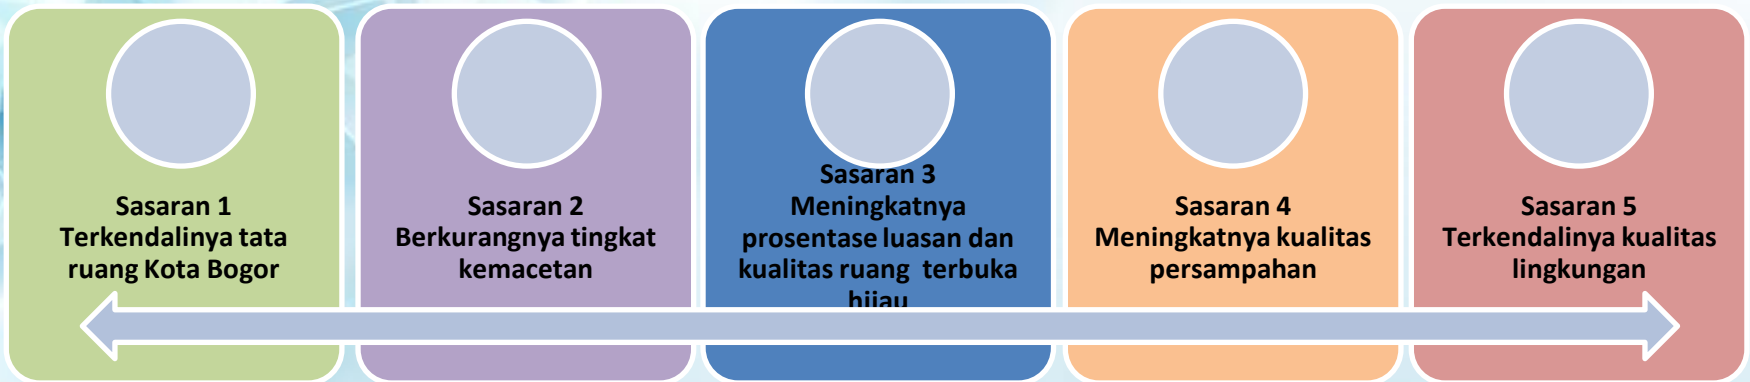 Sasaran 1
Terkendalinya tata
ruang Kota Bogor
Sasaran 2
Berkurangnya tingkat
kemacetan
Sasaran 3
Meningkatnya
prosentase luasan dan
kualitas ruang terbuka
hijau
Sasaran 4
Meningkatnya kualitas
persampahan
Sasaran 5
Terkendalinya kualitas
lingkungan